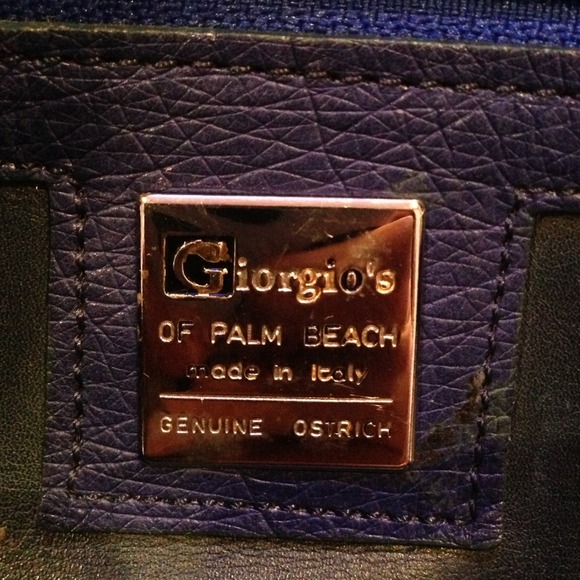 Giorgio's
OF PALM BEACH
made in Italy
GENUINE OSTRICH